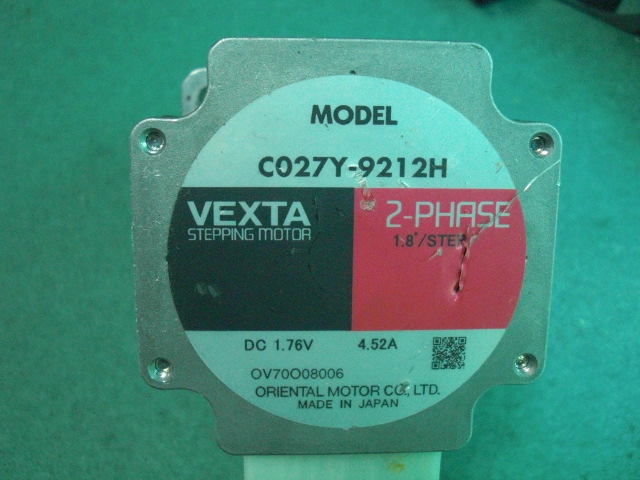 MODEL
C027Y-9212H
VEXTA
STEPPING MOTOR
2-PHASE
1.8°/STEP
DC 1.76V 4.52A
OV70O08006
ORIENTAL MOTOR CO., LTD.
MADE IN JAPAN